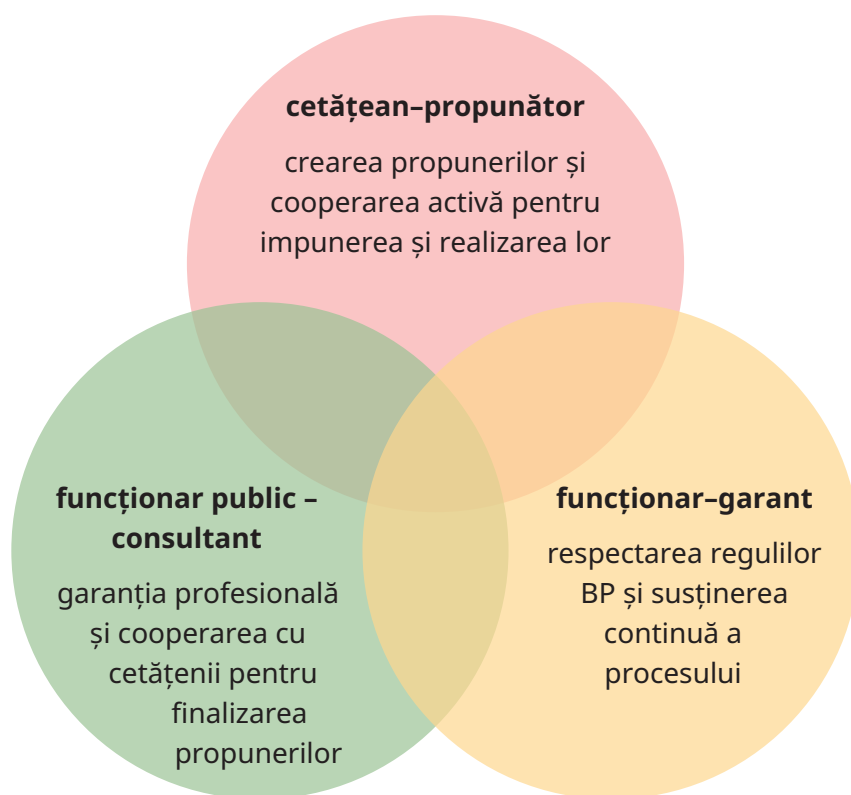 cetățean–propunător
crearea propunerilor și
cooperarea activă pentru
impunerea și realizarea lor
funcționar public –
consultant
garanția profesională
și cooperarea cu
cetățenii pentru
finalizarea
propunerilor
funcționar–garant
respectarea regulilor
BP și susținerea
continuă a
procesului